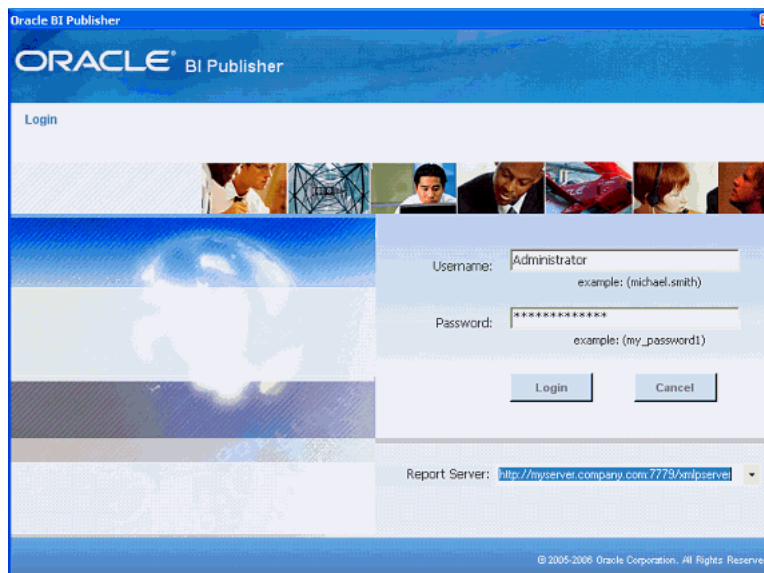 Oracle BI Publisher
ORACLE® BI Publisher
Login
Username: Administrator
example: (michael.smith)
Password: *************
example: (my_password1)
Login Cancel
Report Server: http://myserver.company.com:7779/xmlpserver
© 2005-2006 Oracle Corporation. All Rights Reserve